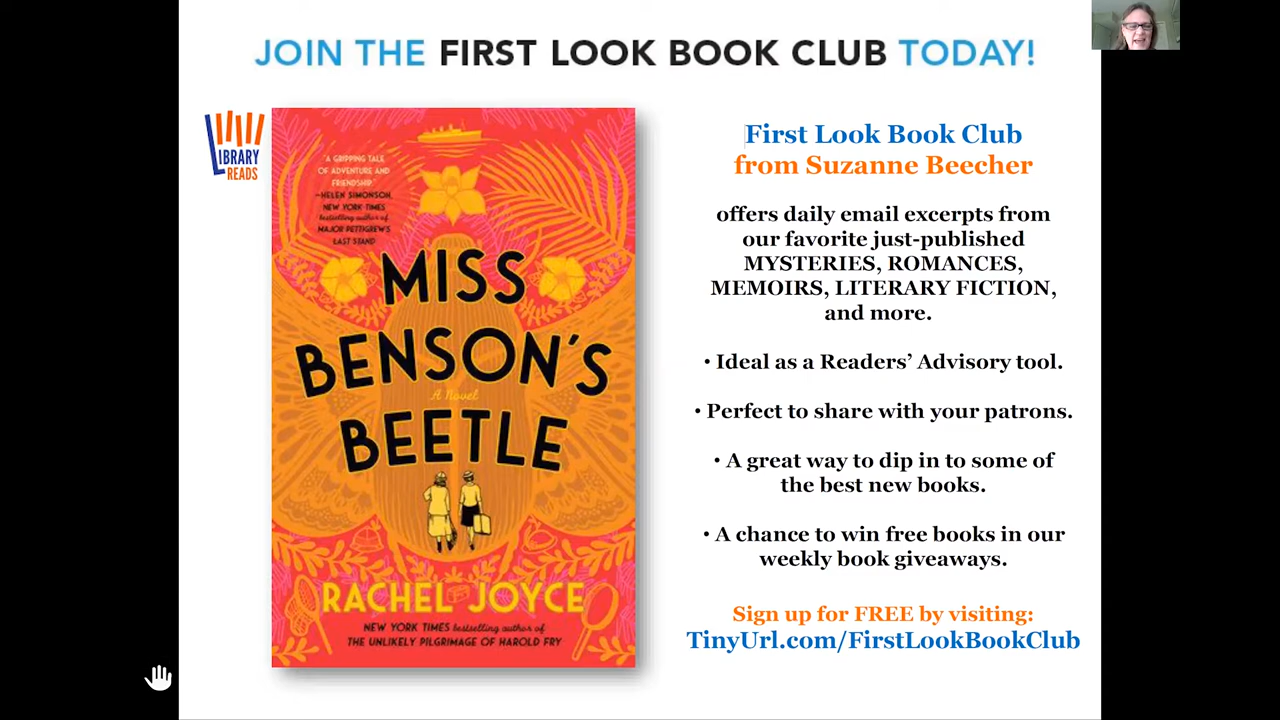 JOIN THE FIRST LOOK BOOK CLUB TODAY!
LIBRARY
READS
"A GRIPPING TALE
OF ADVENTURE AND
FRIENDSHIP."
—HELEN SIMONSON,
NEW YORK TIMES
bestselling author of
MAJOR PETTIGREW'S
LAST STAND
MISS
BENSON'S
A Novel
BEETLE
RACHEL JOYCE
NEW YORK TIMES bestselling author of
THE UNLIKELY PILGRIMAGE OF HAROLD FRY
First Look Book Club
from Suzanne Beecher
offers daily email excerpts from
our favorite just-published
MYSTERIES, ROMANCES,
MEMOIRS, LITERARY FICTION,
and more.
• Ideal as a Readers’ Advisory tool.
• Perfect to share with your patrons.
• A great way to dip in to some of
the best new books.
• A chance to win free books in our
weekly book giveaways.
Sign up for FREE by visiting:
TinyUrl.com/FirstLookBookClub